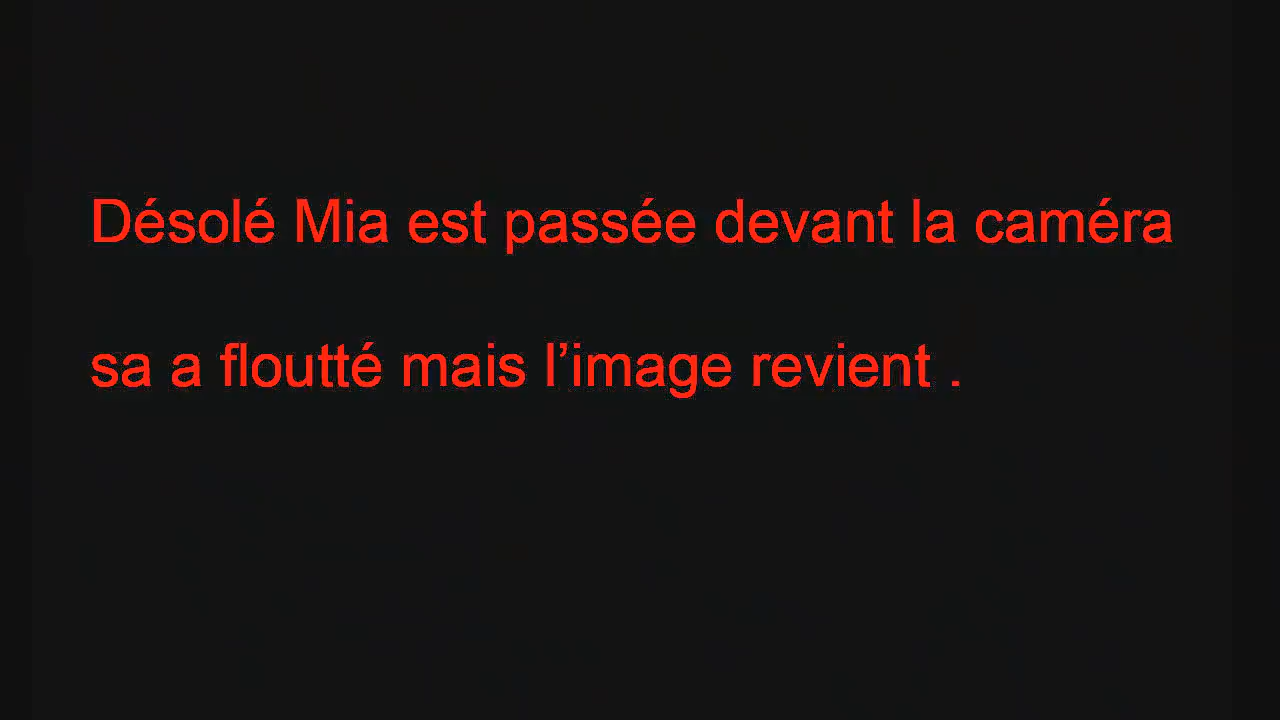 Désolé Mia est passée devant la caméra
sa a floutté mais l’image revient .